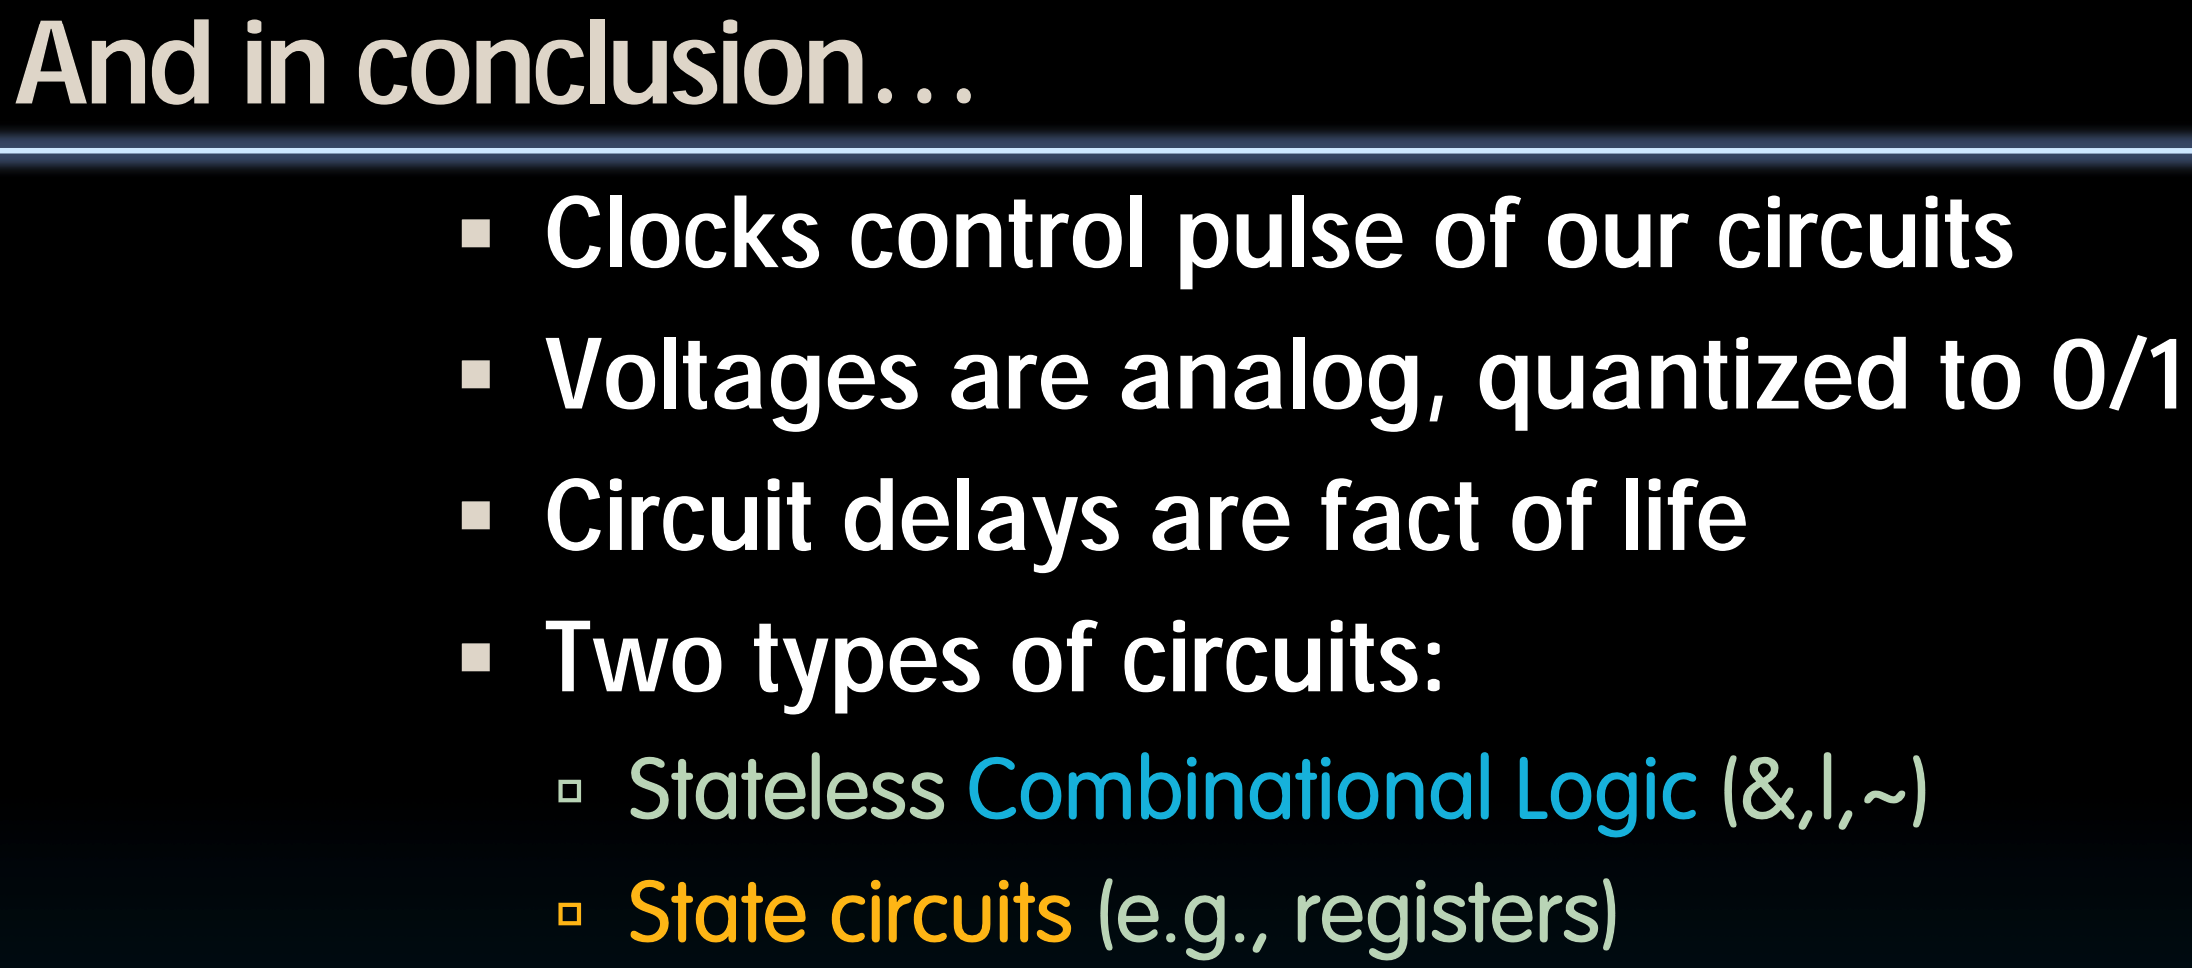 And in conclusion…
Clocks control pulse of our circuits
Voltages are analog, quantized to 0/1
Circuit delays are fact of life
Two types of circuits:
Stateless Combinational Logic (&,|,~)
State circuits (e.g., registers)